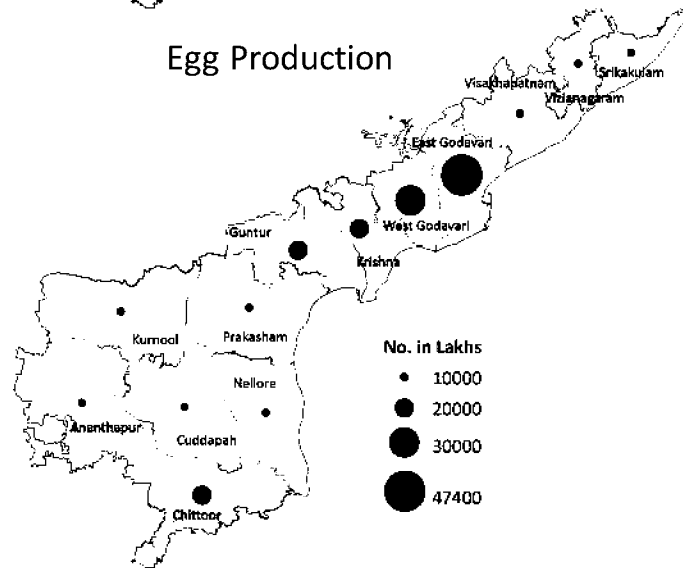 Egg Production
Srikakulam
Visakhapatnam
Vizianagaram
East Godavari
West Godavari
Guntur
Krishna
Kurnool
Prakasham
Nellore
Ananthapur
Cuddapah
Chittoor
No. in Lakhs
10000
20000
30000
47400